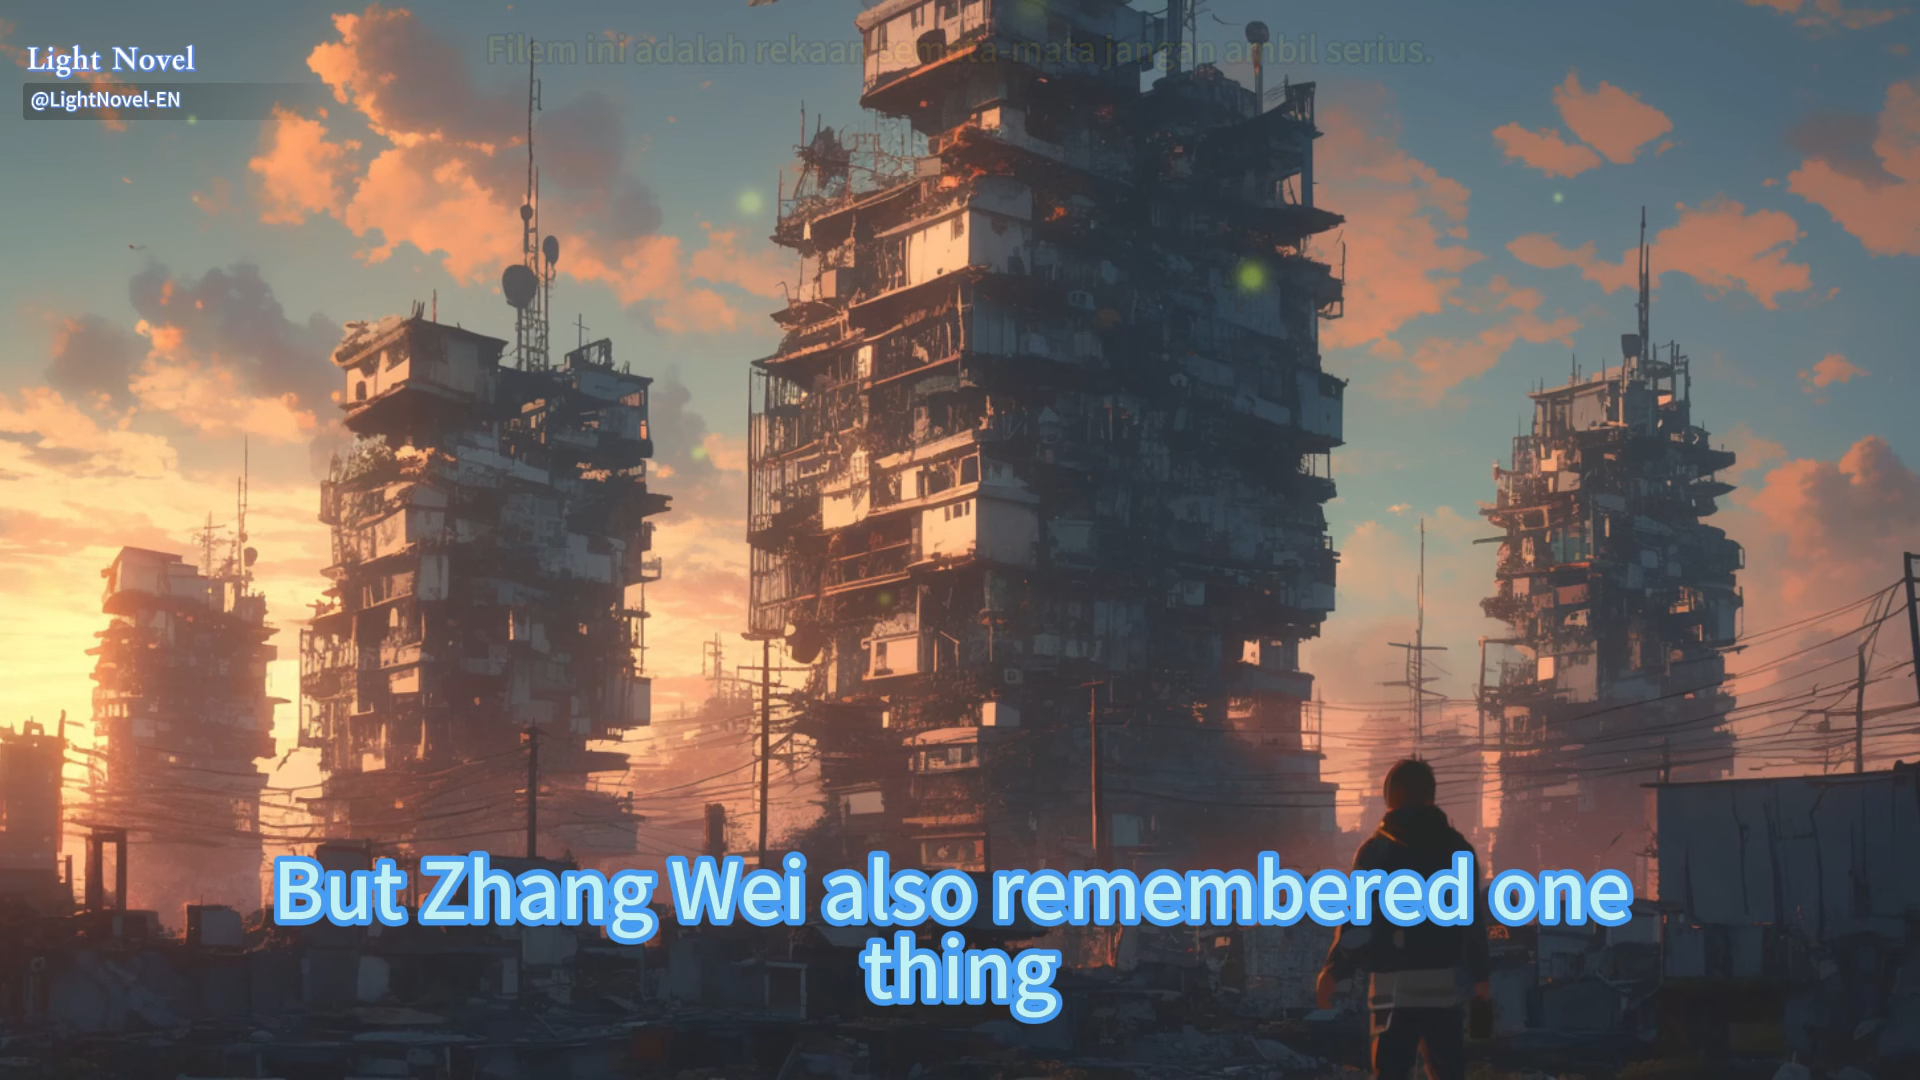 Light Novel
@LightNovel-EN
Filem ini adalah rekaan semata-mata jangan ambil serius.
But Zhang Wei also remembered one
thing